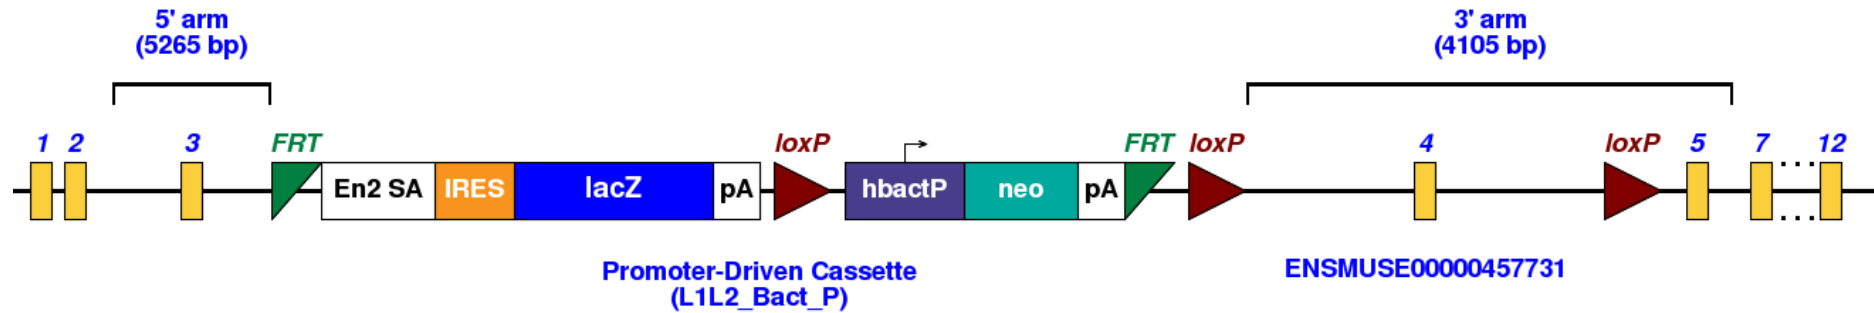 5' arm
(5265 bp)
3' arm
(4105 bp)
1 2 3 FRT loxP FRT loxP 4 loxP 5 7 12
En2 SA IRES lacZ pA hbactP neo pA
Promoter-Driven Cassette
(L1L2_Bact_P)
ENSMUSE00000457731